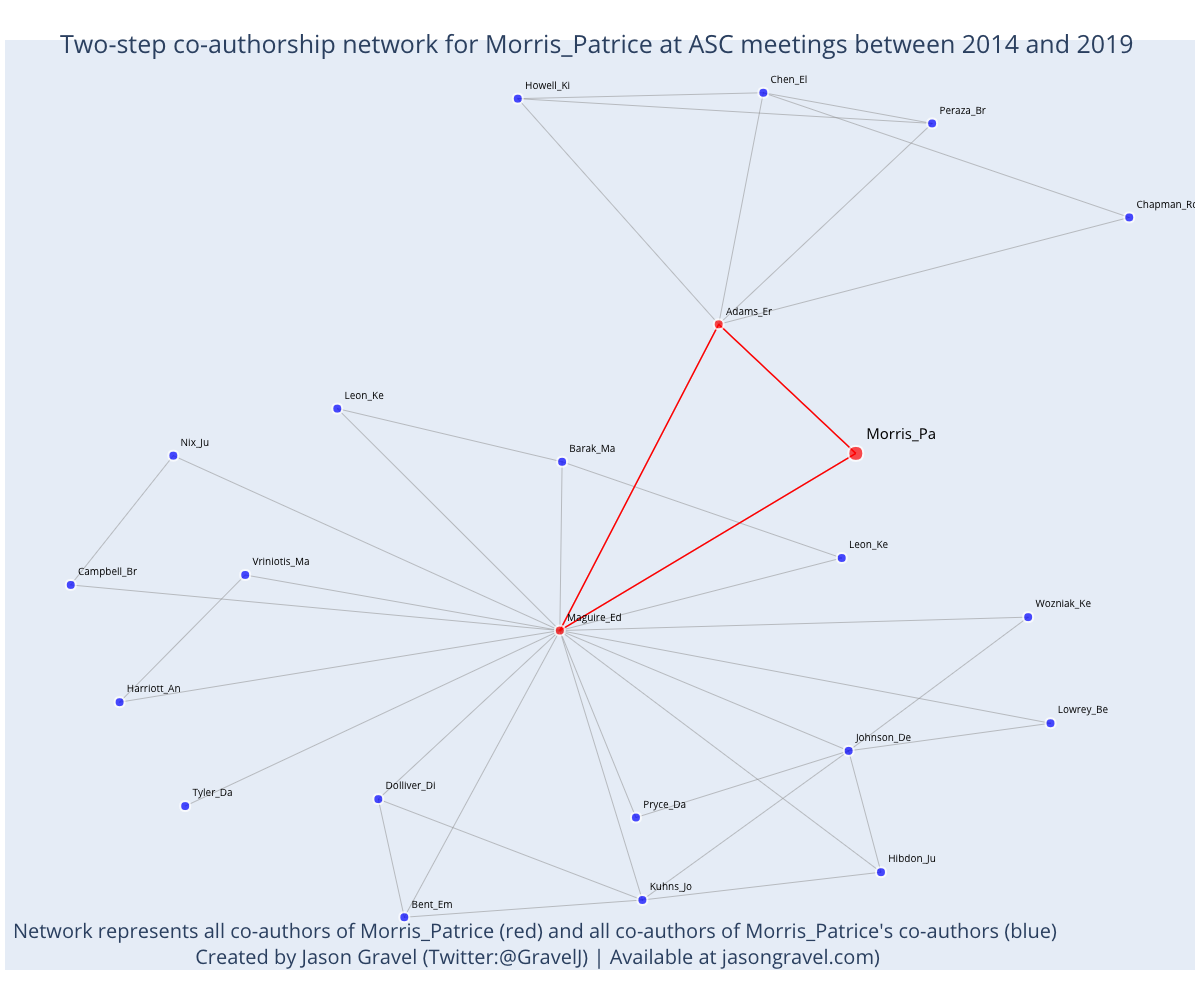 Two-step co-authorship network for Morris_Patrice at ASC meetings between 2014 and 2019
Howell_Ki
Chen_El
Peraza_Br
Chapman_Ro
Adams_Er
Leon_Ke
Morris_Pa
Nix_Ju
Barak_Ma
Leon_Ke
Vriniotis_Ma
Campbell_Br
Wozniak_Ke
Maguire_Ed
Harriott_An
Lowrey_Be
Johnson_De
Dolliver_Di
Tyler_Da
Pryce_Da
Hibdon_Ju
Kuhns_Jo
Bent_Em
Network represents all co-authors of Morris_Patrice (red) and all co-authors of Morris_Patrice's co-authors (blue)
Created by Jason Gravel (Twitter:@GravelJ) | Available at jasongravel.com)